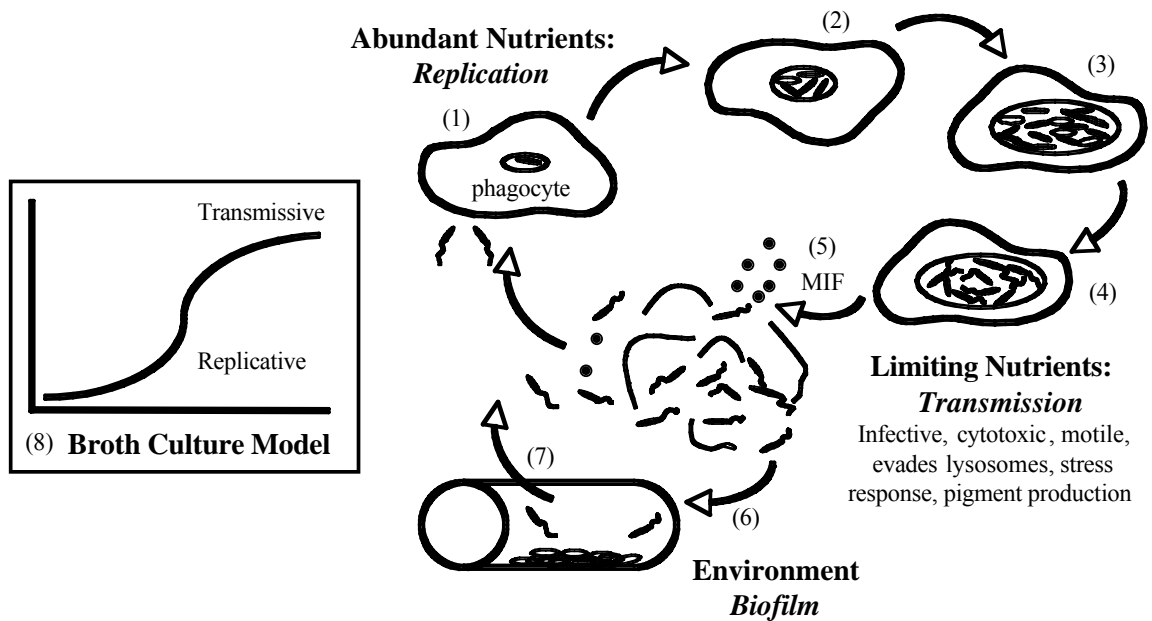 Abundant Nutrients:
Replication
(1)
phagocyte
(2)
(3)
(4)
(5)
MIF
Limiting Nutrients:
Transmission
Infective, cytotoxic, motile,
evades lysosomes, stress
response, pigment production
(6)
Environment
Biofilm
(7)
Transmissive
Replicative
(8) Broth Culture Model